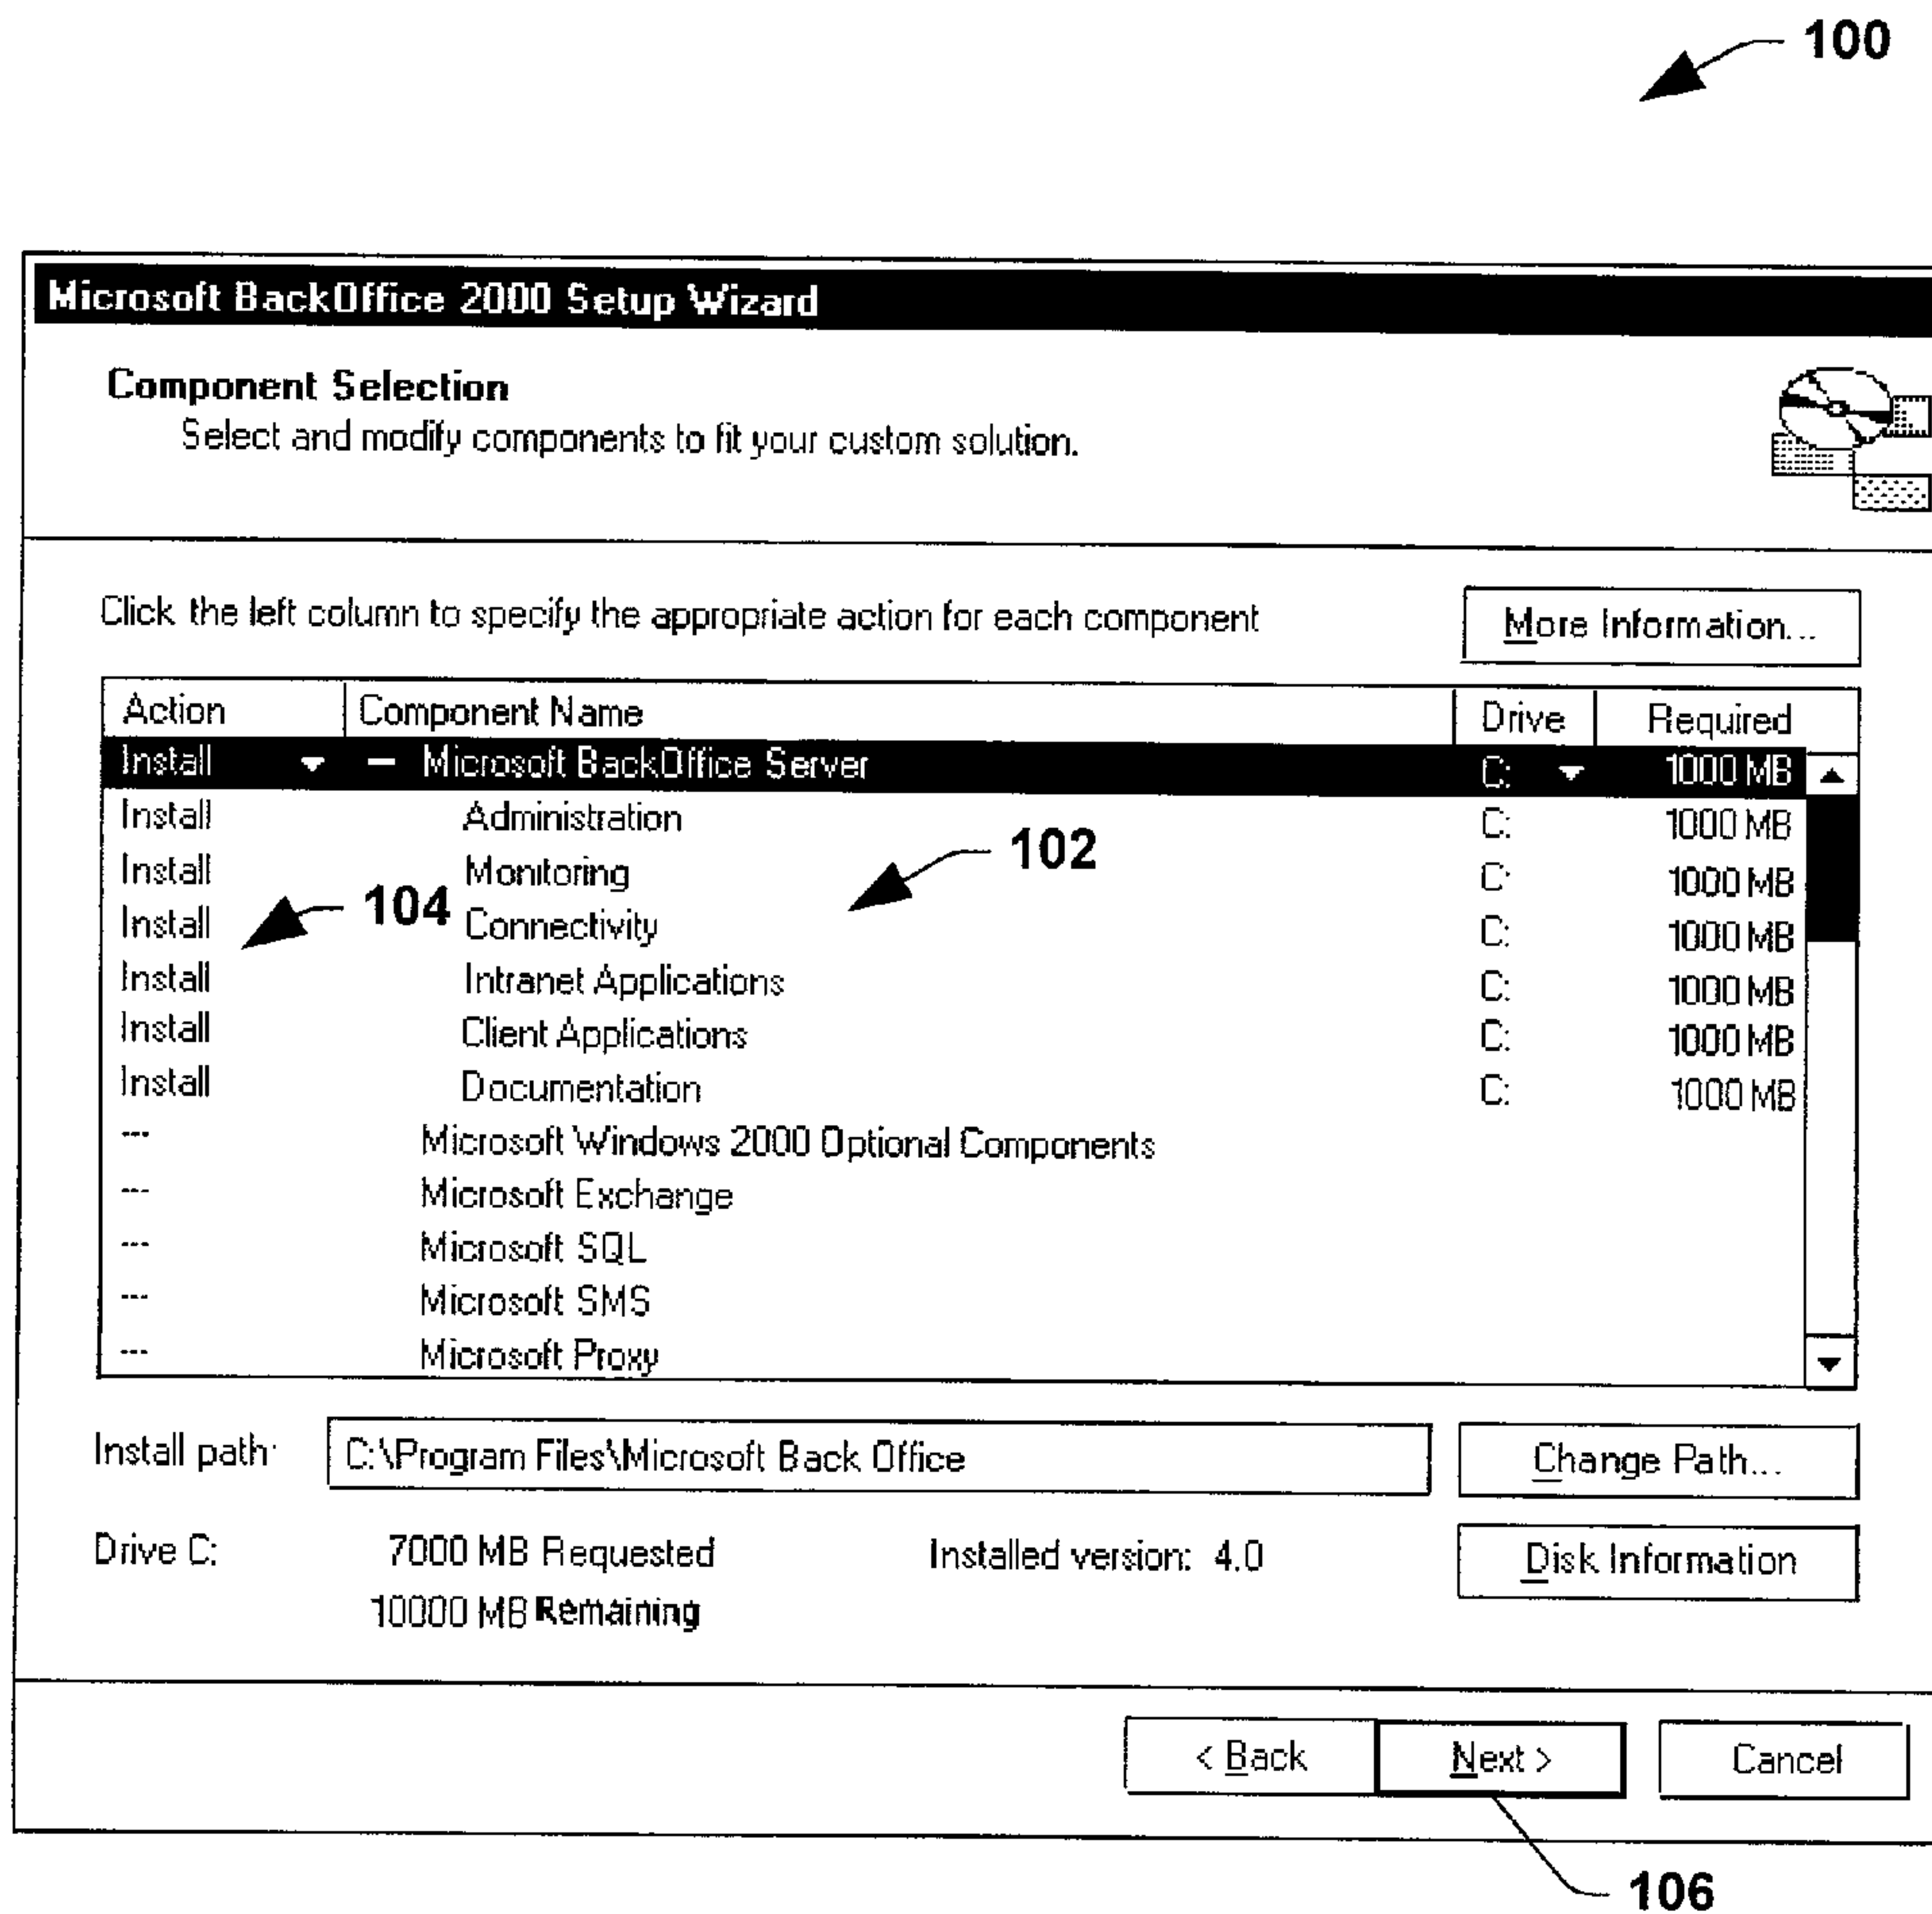 100
Microsoft BackOffice 2000 Setup Wizard
Component Selection
Select and modify components to fit your custom solution.
Click the left column to specify the appropriate action for each component
More Information...
Action Component Name Drive Required
Install Microsoft BackOffice Server C: 1000 MB
Install Administration C: 1000 MB
102
Install Monitoring C: 1000 MB
104
Install Connectivity C: 1000 MB
Install Intranet Applications C: 1000 MB
Install Client Applications C: 1000 MB
Install Documentation C: 1000 MB
--- Microsoft Windows 2000 Optional Components
--- Microsoft Exchange
--- Microsoft SQL
--- Microsoft SMS
--- Microsoft Proxy
Install path: C:\Program Files\Microsoft Back Office Change Path...
Drive C: 7000 MB Requested Installed version: 4.0 Disk Information
10000 MB Remaining
< Back Next > Cancel
106